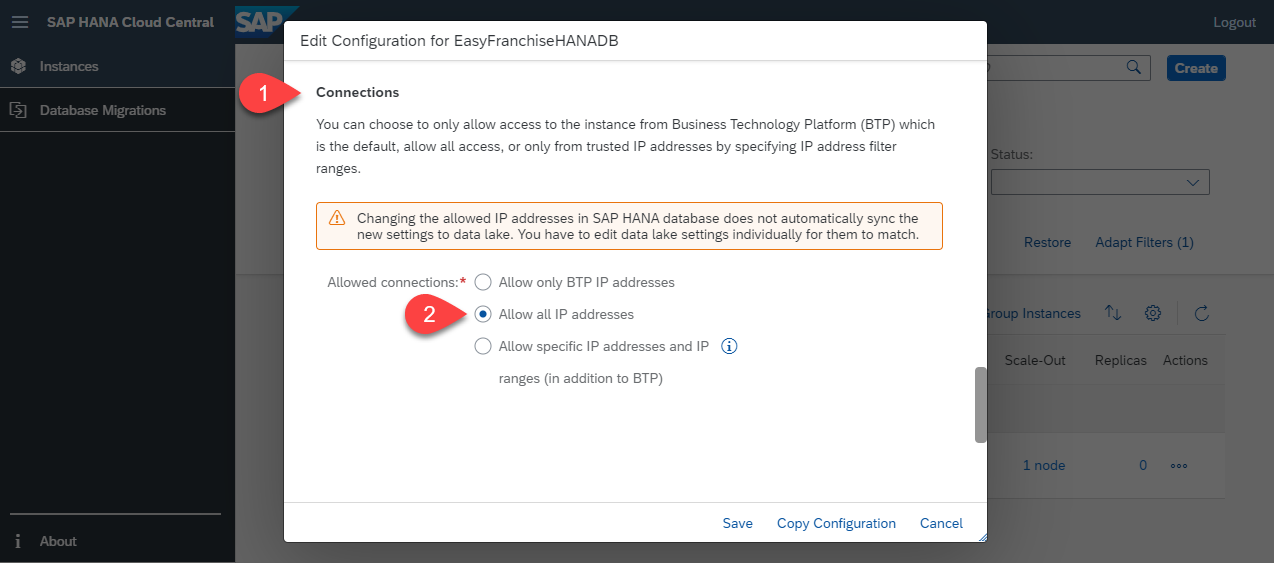 SAP HANA Cloud Central
SAP
Logout
Instances
Database Migrations
About
Edit Configuration for EasyFranchiseHANADB
1
Connections
You can choose to only allow access to the instance from Business Technology Platform (BTP) which
is the default, allow all access, or only from trusted IP addresses by specifying IP address filter
ranges.
Changing the allowed IP addresses in SAP HANA database does not automatically sync the
new settings to data lake. You have to edit data lake settings individually for them to match.
Allowed connections:*
Allow only BTP IP addresses
2
Allow all IP addresses
Allow specific IP addresses and IP
ranges (in addition to BTP)
Save Copy Configuration Cancel
Create
Status:
Restore Adapt Filters (1)
Group Instances
Scale-Out Replicas Actions
1 node 0